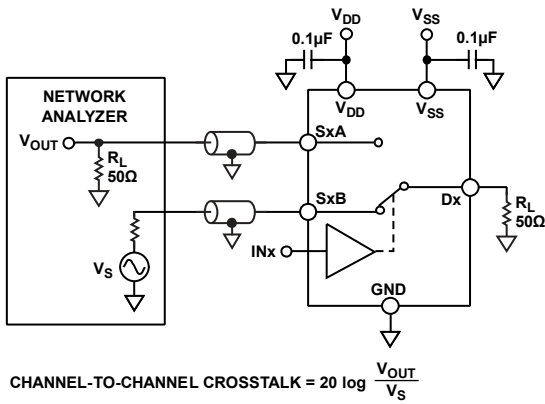 VDD
VSS
0.1µF
0.1µF
VDD
VSS
NETWORK
ANALYZER
VOUT
RL
50Ω
SxA
SxB
Dx
RL
50Ω
VS
INx
GND
CHANNEL-TO-CHANNEL CROSSTALK = 20 log VOUT
VS